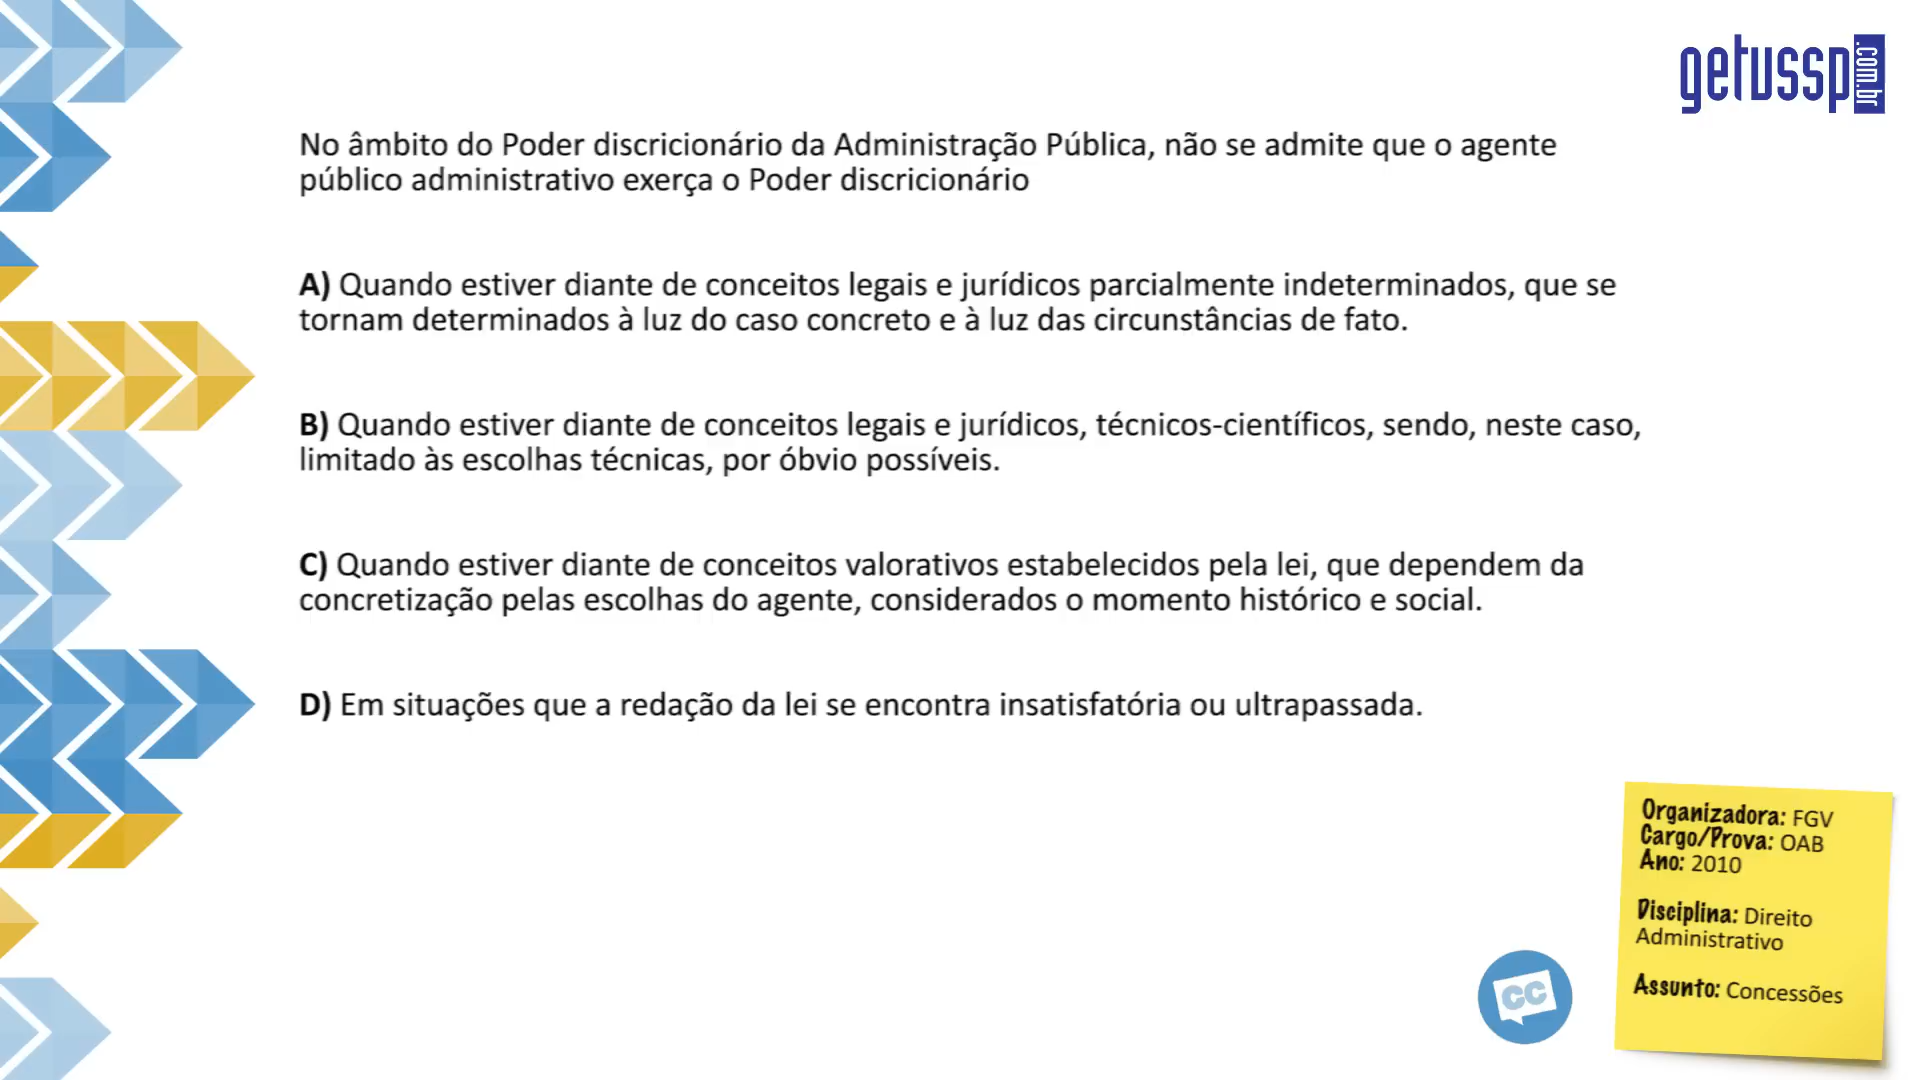 getussp.com.br
No âmbito do Poder discricionário da Administração Pública, não se admite que o agente
público administrativo exerça o Poder discricionário
A) Quando estiver diante de conceitos legais e jurídicos parcialmente indeterminados, que se
tornam determinados à luz do caso concreto e à luz das circunstâncias de fato.
B) Quando estiver diante de conceitos legais e jurídicos, técnicos-científicos, sendo, neste caso,
limitado às escolhas técnicas, por óbvio possíveis.
C) Quando estiver diante de conceitos valorativos estabelecidos pela lei, que dependem da
concretização pelas escolhas do agente, considerados o momento histórico e social.
D) Em situações que a redação da lei se encontra insatisfatória ou ultrapassada.
Organizadora: FGV
Cargo/Prova: OAB
Ano: 2010
Disciplina: Direito
Administrativo
Assunto: Concessões
CC